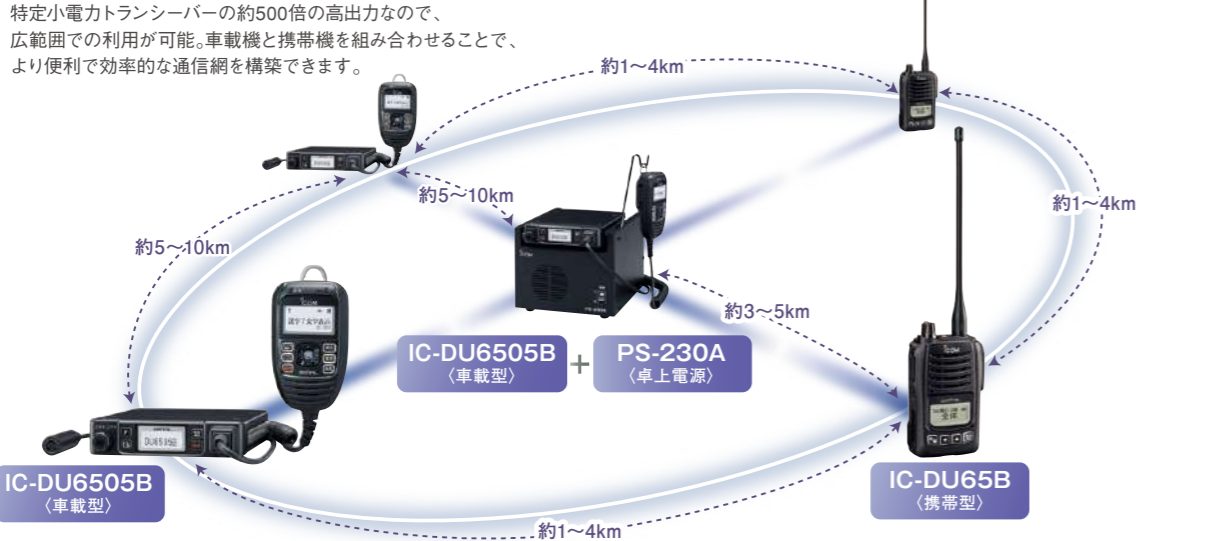 特定小電力トランシーバーの約500倍の高出力なので、
広範囲での利用が可能。車載機と携帯機を組み合わせることで、
より便利で効率的な通信網を構築できます。
約1〜4km
約5〜10km
約1〜4km
約5〜10km
ICOM
約3〜5km
IC-DU6505B
〈車載型〉
+
PS-230A
〈卓上電源〉
DU6505B
IC-DU6505B
〈車載型〉
ICOM
全体
IC-DU65B
〈携帯型〉
約1〜4km